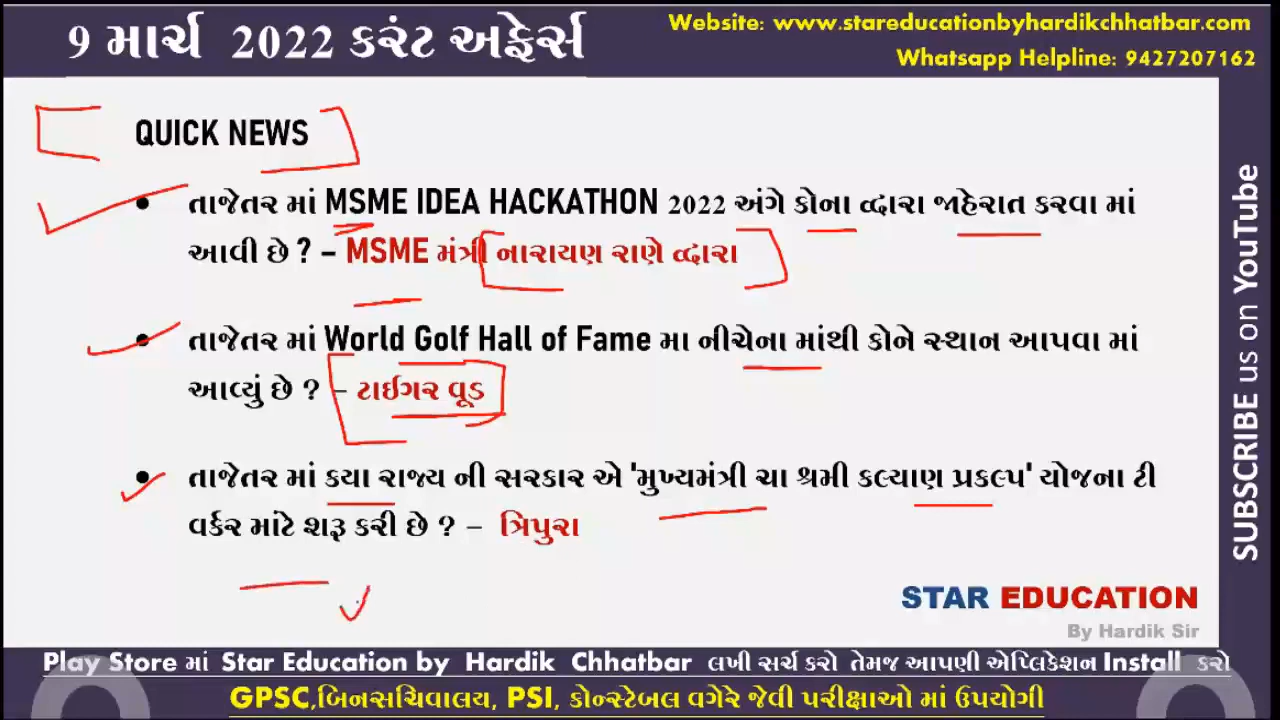 9 માર્ચ 2022 કરંટ અફેર્સ
Website: www.stareducationbyhardikchhatbar.com
Whatsapp Helpline: 9427207162
QUICK NEWS
• તાજેતર માં MSME IDEA HACKATHON 2022 અંગે કોના ત્દ્વારા જાહેરાત કરવા માં
આવી છે ? – MSME મંત્રી નારાયણ રાણે ત્દ્વારા
• તાજેતર માં World Golf Hall of Fame મા નીચેના માંથી કોને સ્થાન આપવા માં
આવ્યું છે ? – ટાઈગર વૂડ
• તાજેતર માં કયા રાજ્ય ની સરકાર એ 'મુખ્યમંત્રી ચા શ્રમી કલ્યાણ પ્રકલ્પ' યોજના ટી
વર્કર માટે શરૂ કરી છે ? – ત્રિપુરા
SUBSCRIBE us on YouTube
STAR EDUCATION
By Hardik Sir
Play Store માં Star Education by Hardik Chhatbar લખી સર્ચ કરો તેમજ આપણી એપ્લિકેશન Install કરો
GPSC,બિનસચિવાલય, PSI, કોન્સ્ટેબલ વગેરે જેવી પરીક્ષાઓ માં ઉપયોગી